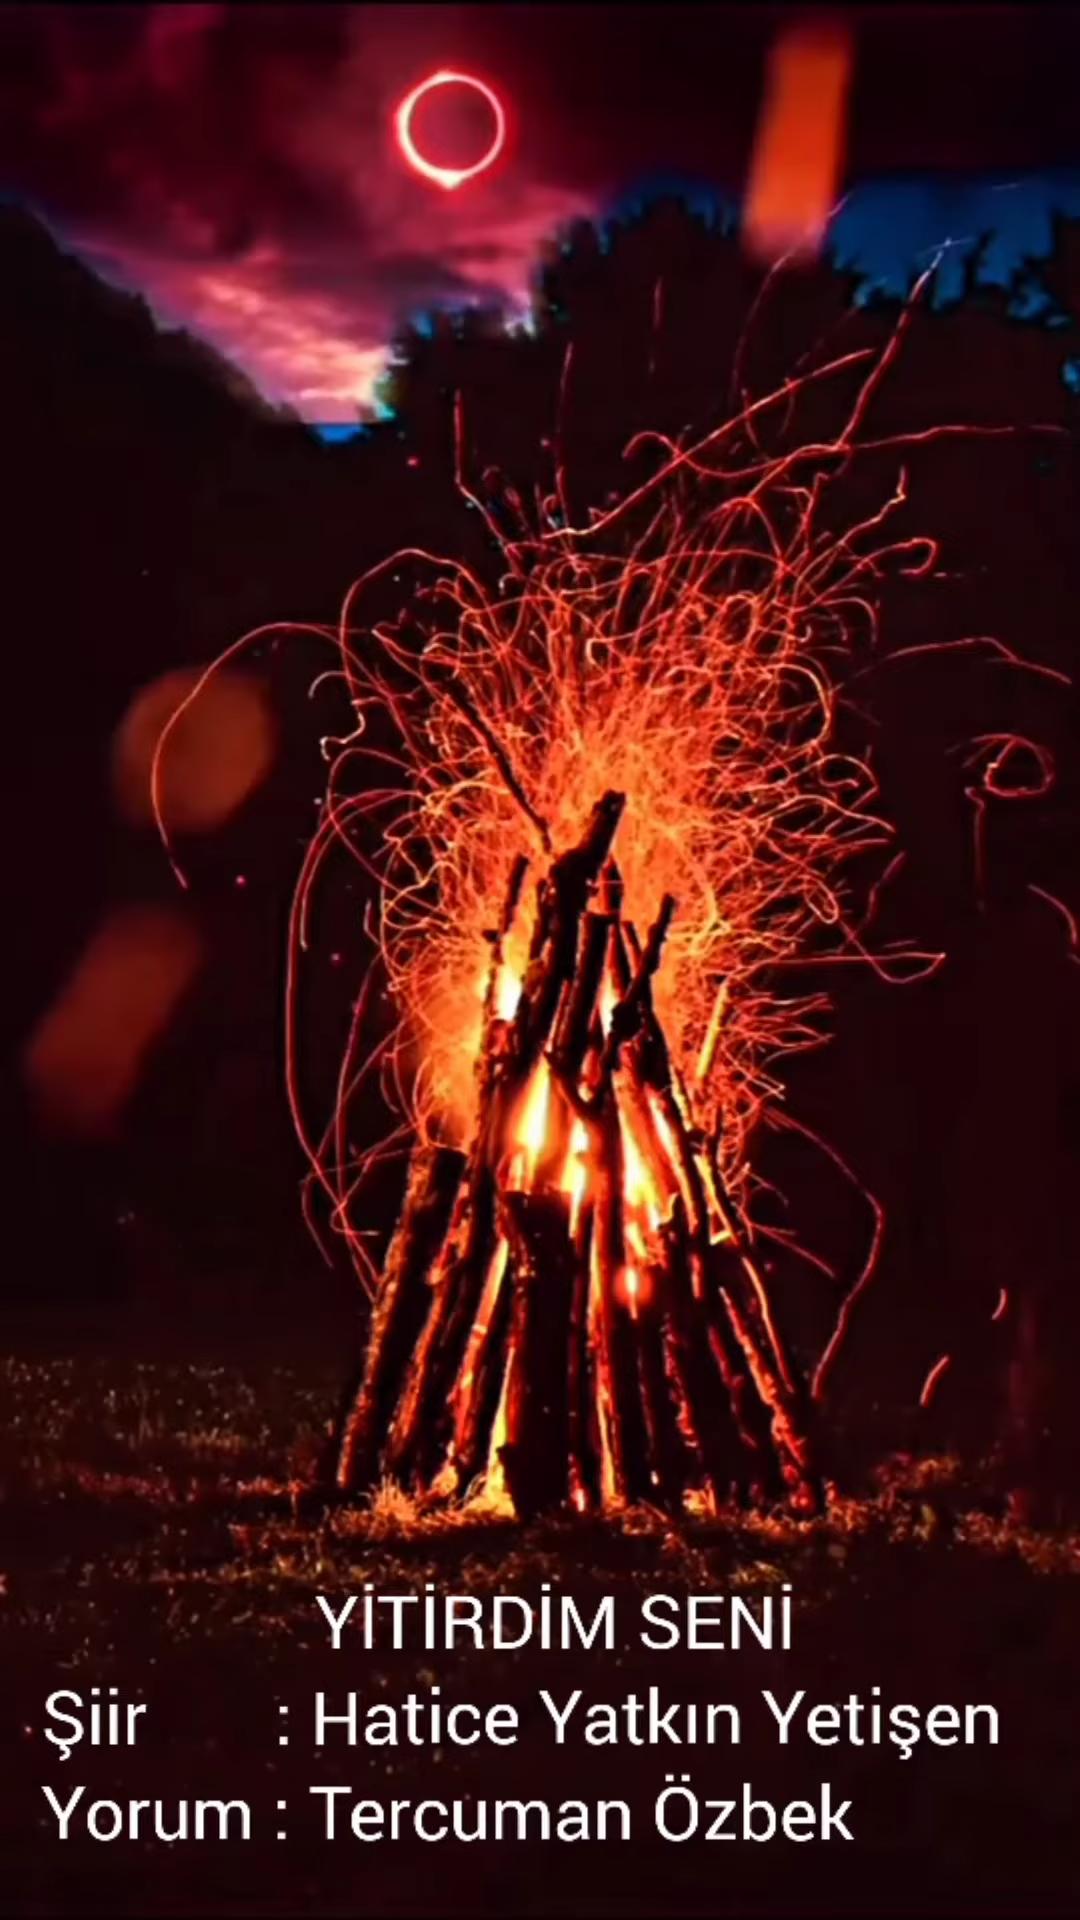 YİTİRDİM SENİ
Şiir : Hatice Yatkın Yetişen
Yorum : Tercuman Özbek